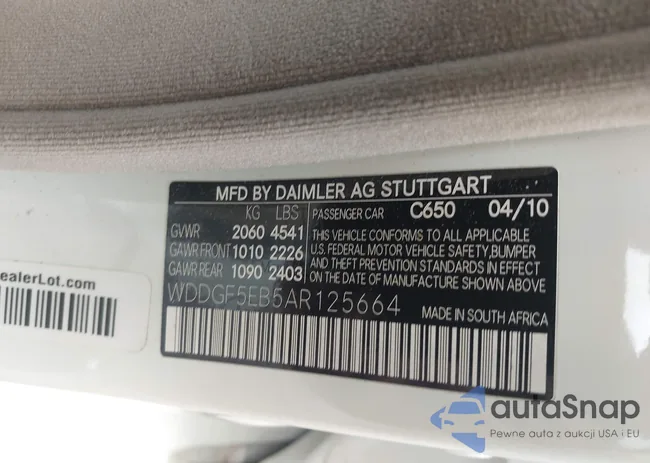 MFD BY DAIMLER AG STUTTGART
KG LBS
GVWR 2060 4541
GAWR FRONT 1010 2226
GAWR REAR 1090 2403
PASSENGER CAR C650 04/10
THIS VEHICLE CONFORMS TO ALL APPLICABLE
U.S. FEDERAL MOTOR VEHICLE SAFETY, BUMPER
AND THEFT PREVENTION STANDARDS IN EFFECT
ON THE DATE OF MANUFACTURE SHOWN ABOVE
WDDGF5EB5AR125664
MADE IN SOUTH AFRICA
ealerLot.com
autoSnap
Pewne auta z aukcji USA i EU